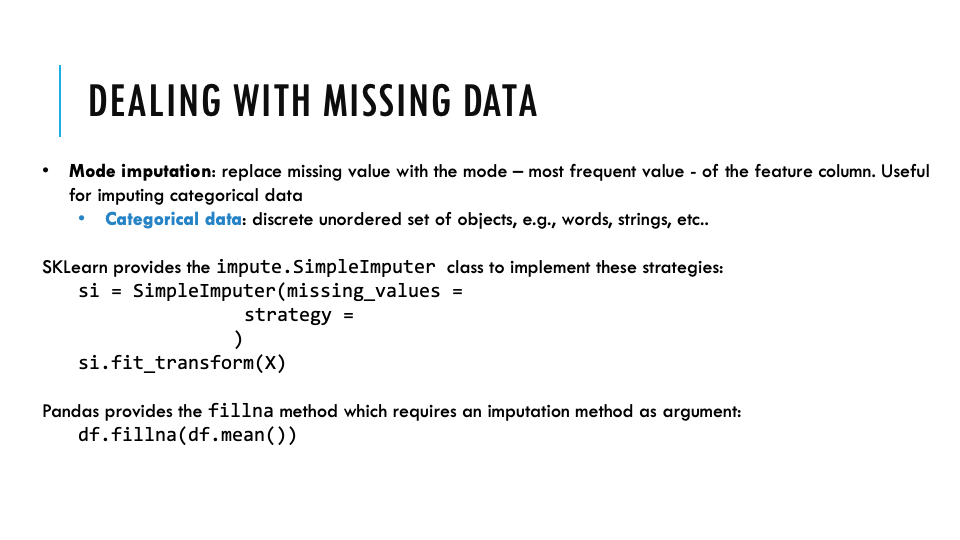 DEALING WITH MISSING DATA
• Mode imputation: replace missing value with the mode – most frequent value - of the feature column. Useful
for imputing categorical data
• Categorical data: discrete unordered set of objects, e.g., words, strings, etc..
SKLearn provides the impute.SimpleImputer class to implement these strategies:
si = SimpleImputer(missing_values =
strategy =
)
si.fit_transform(X)
Pandas provides the fillna method which requires an imputation method as argument:
df.fillna(df.mean())